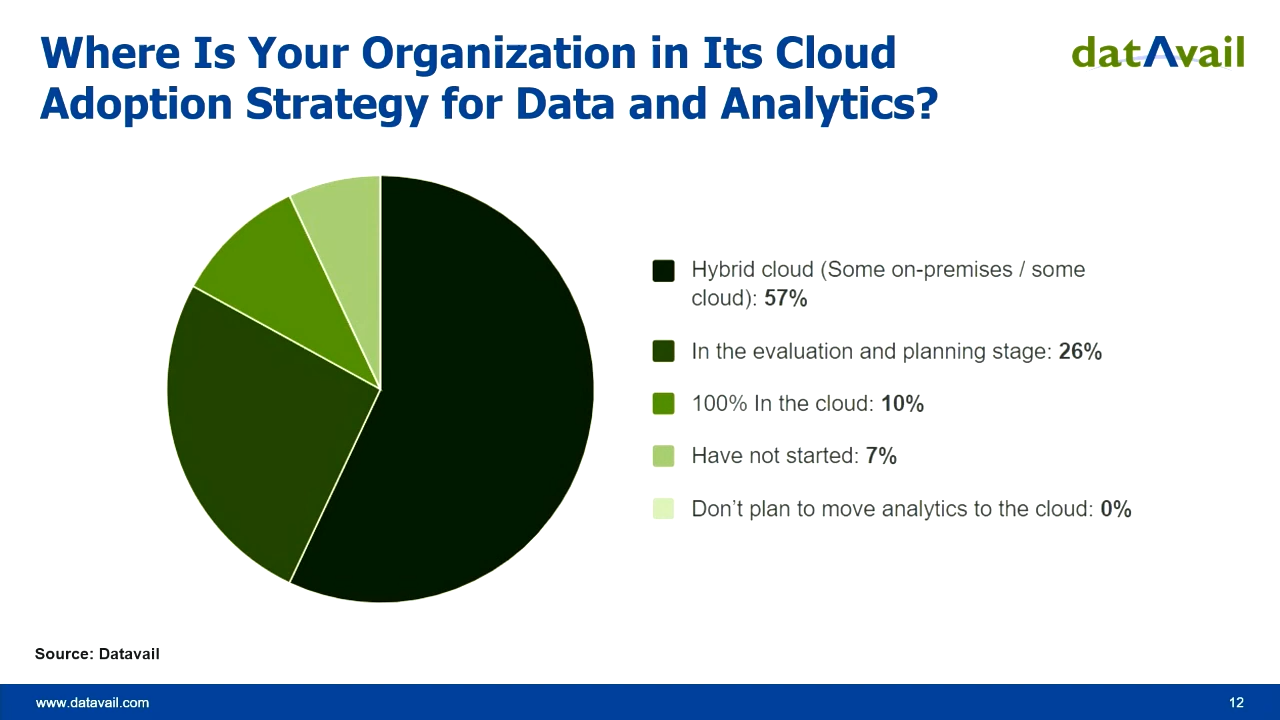 Where Is Your Organization in Its Cloud
Adoption Strategy for Data and Analytics?
datAvail
Hybrid cloud (Some on-premises / some
cloud): 57%
In the evaluation and planning stage: 26%
100% In the cloud: 10%
Have not started: 7%
Don’t plan to move analytics to the cloud: 0%
Source: Datavail
www.datavail.com
12